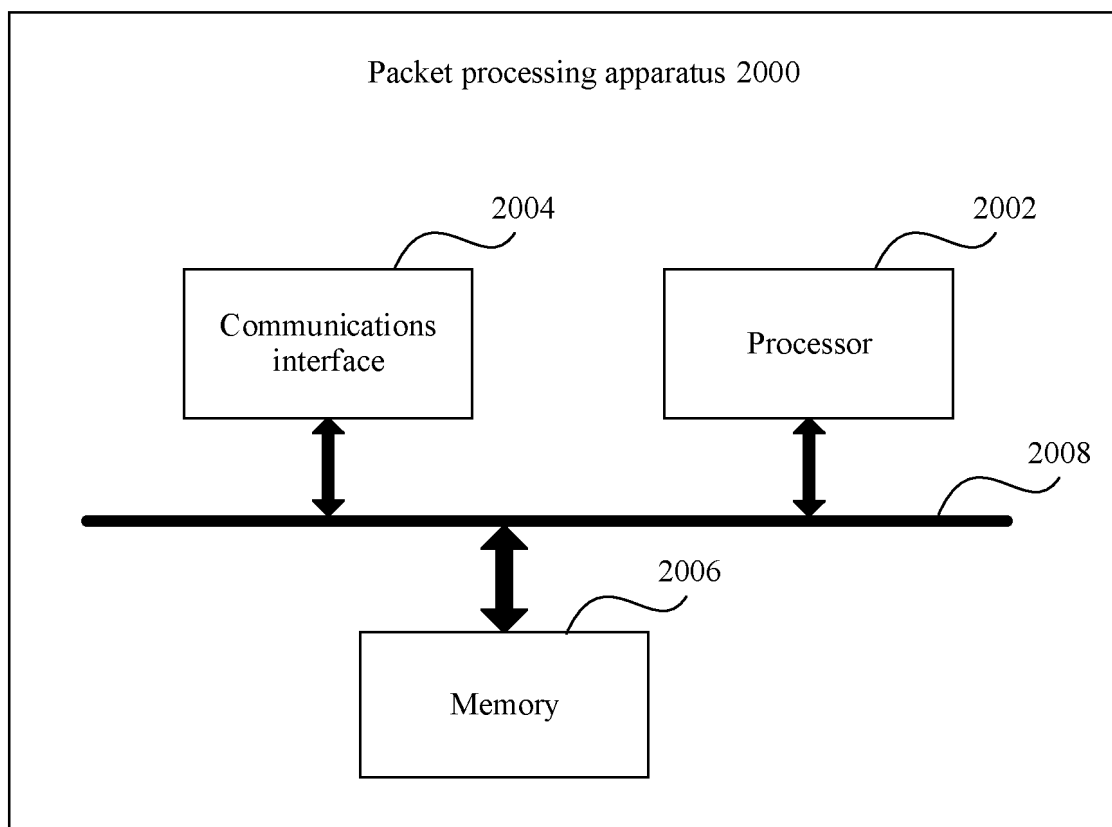 Packet processing apparatus 2000
2004
2002
Communications
interface
Processor
2008
2006
Memory